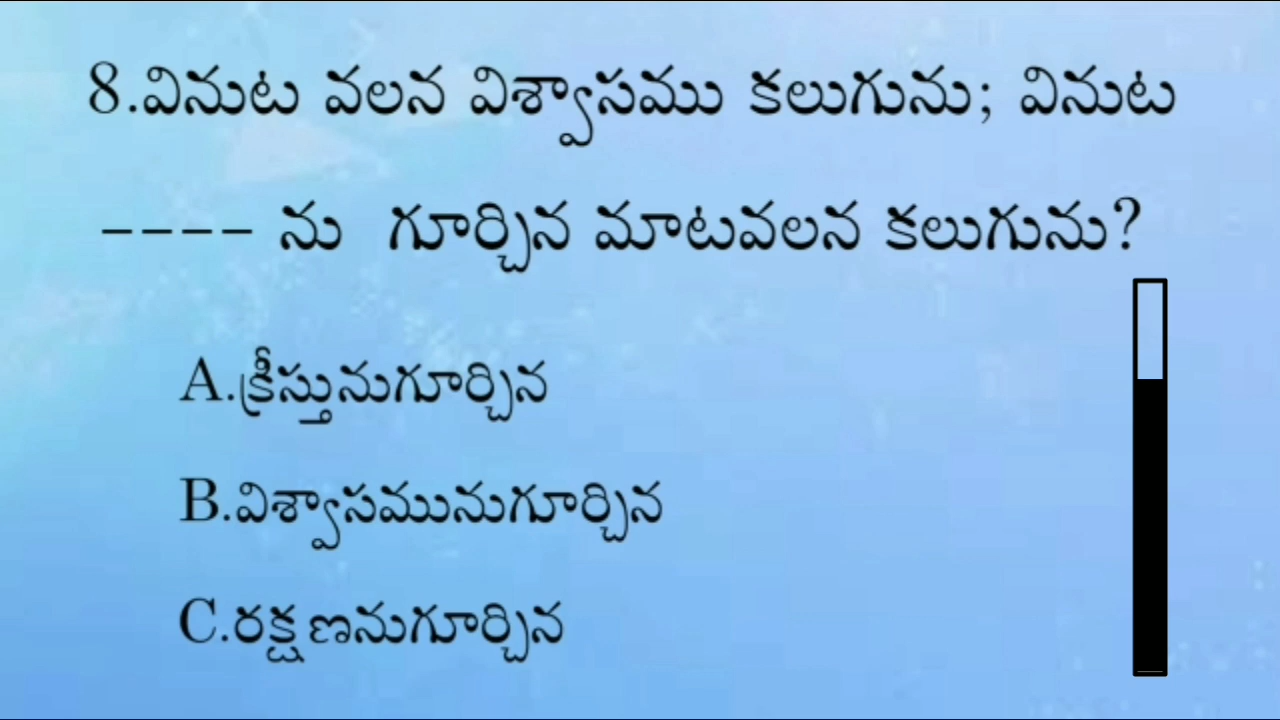 8.వినుట వలన విశ్వాసము కలుగును; వినుట
---- ను గూర్చిన మాటవలన కలుగును?
A.క్రీస్తునుగూర్చిన
B.విశ్వాసమునుగూర్చిన
C.రక్షణనుగూర్చిన